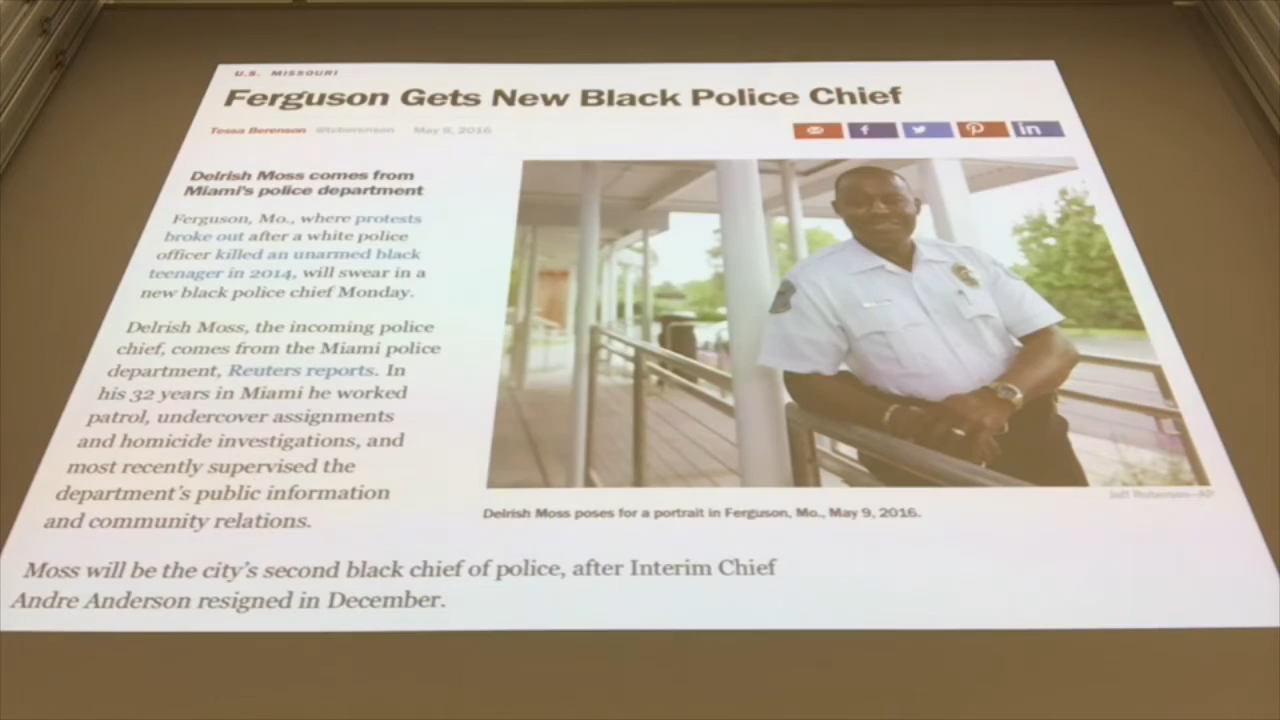 U.S. MISSOURI
Ferguson Gets New Black Police Chief
Tessa Berenson @tcberenson May 9, 2016
f in
Delrish Moss comes from
Miami's police department
Ferguson, Mo., where protests
broke out after a white police
officer killed an unarmed black
teenager in 2014, will swear in a
new black police chief Monday.
Delrish Moss, the incoming police
chief, comes from the Miami police
department, Reuters reports. In
his 32 years in Miami he worked
patrol, undercover assignments
and homicide investigations, and
most recently supervised the
department's public information
and community relations.
Jeff Roberson—AP
Delrish Moss poses for a portrait in Ferguson, Mo., May 9, 2016.
Moss will be the city's second black chief of police, after Interim Chief
Andre Anderson resigned in December.